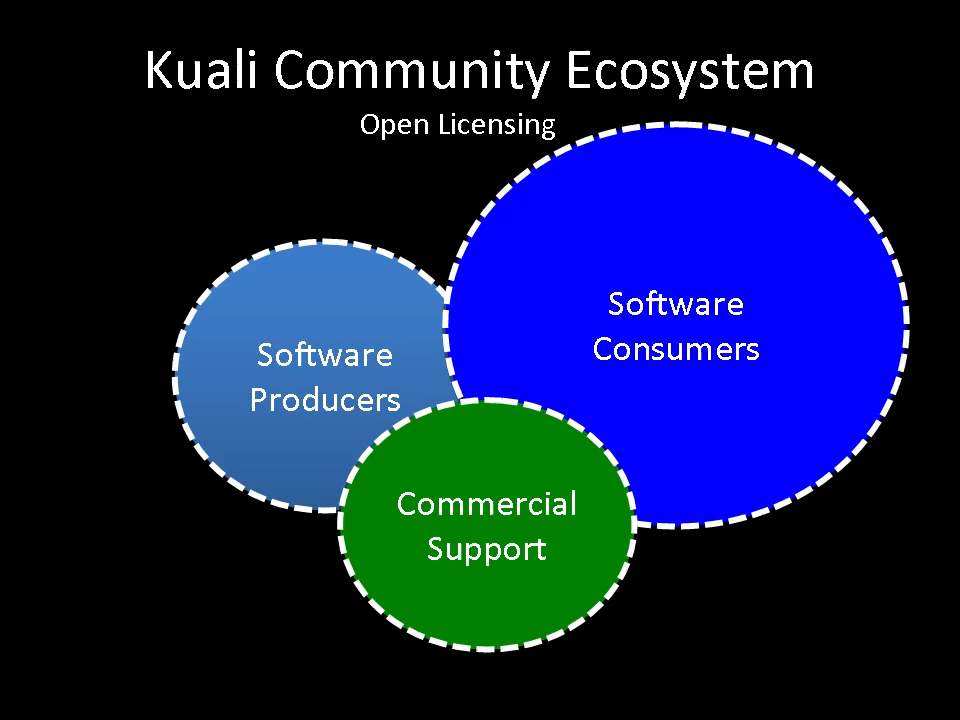 Kuali Community Ecosystem
Open Licensing
Software
Consumers
Software
Producers
Commercial
Support